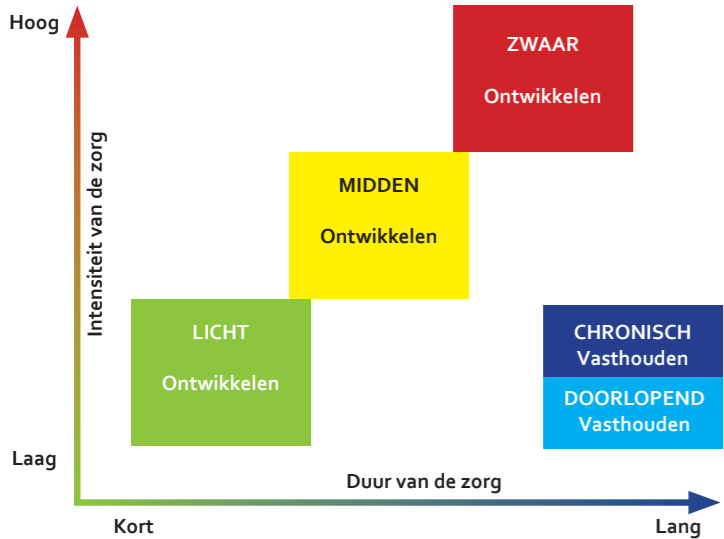 Hoog
Intensiteit van de zorg
ZWAAR
Ontwikkelen
MIDDEN
Ontwikkelen
LICHT
Ontwikkelen
CHRONISCH
Vasthouden
DOORLOPEND
Vasthouden
Laag
Duur van de zorg
Kort
Lang